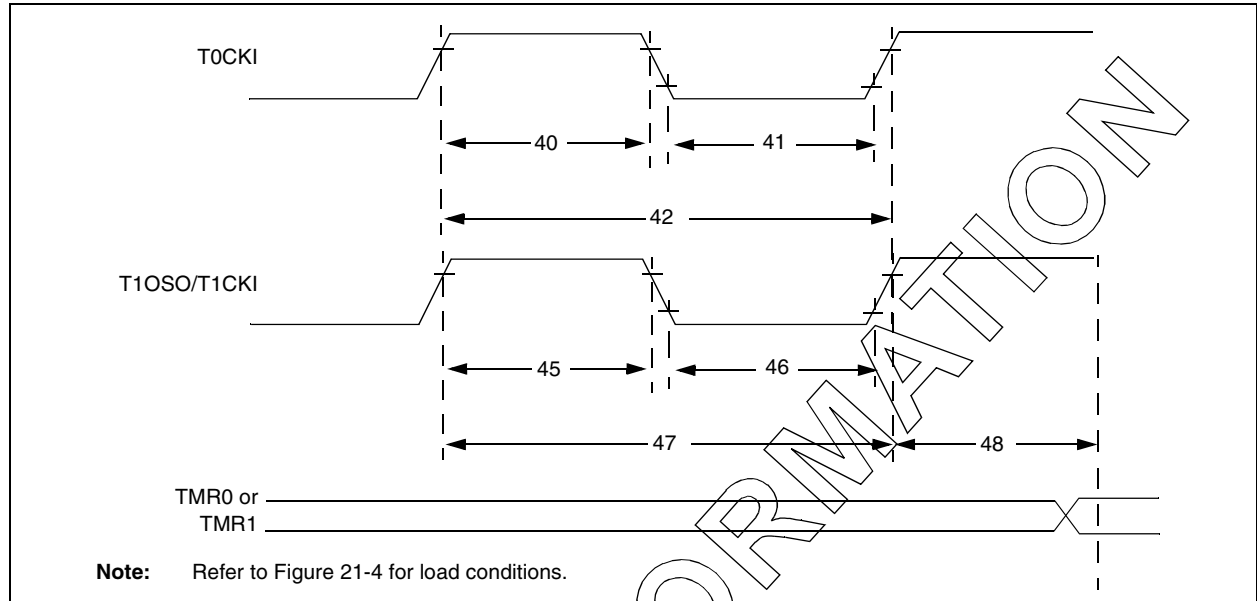 T0CKI
40
41
42
T1OSO/T1CKI
45
46
47
48
TMR0 or
TMR1
Note: Refer to Figure 21-4 for load conditions.
ORMATION